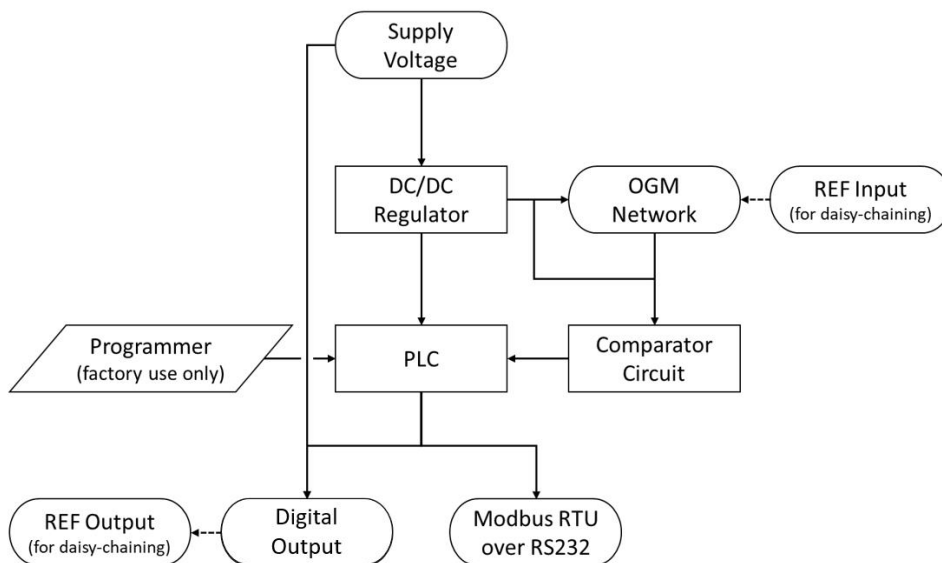 Supply
Voltage
DC/DC
Regulator
OGM
Network
REF Input
(for daisy-chaining)
Programmer
(factory use only)
PLC
Comparator
Circuit
REF Output
(for daisy-chaining)
Digital
Output
Modbus RTU
over RS232